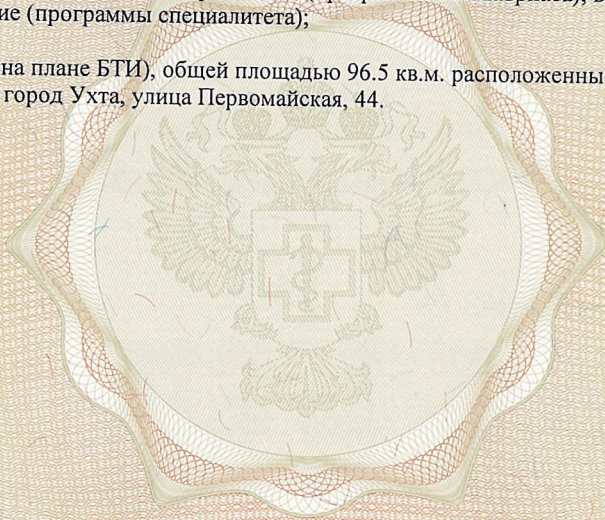 ие (программы специалитета);
на плане БТИ), общей площадью 96.5 кв.м. расположенны
город Ухта, улица Первомайская, 44.